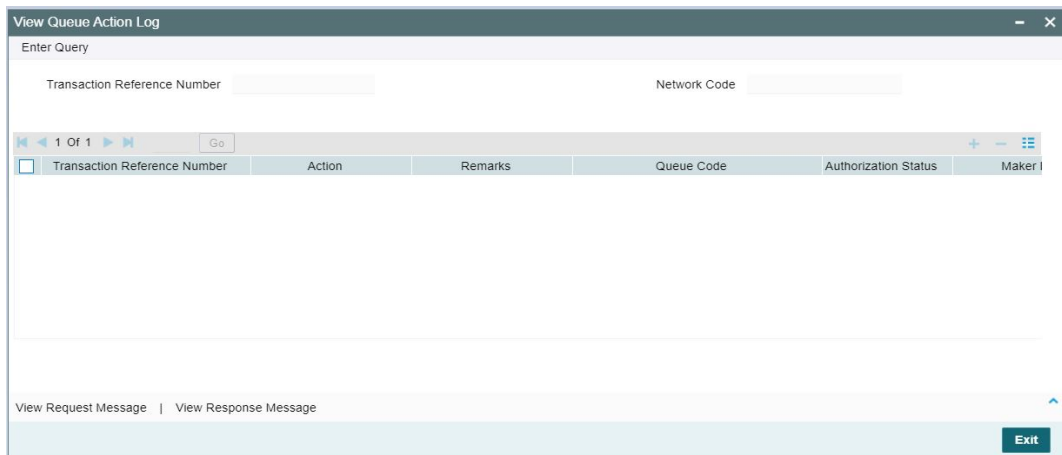 View Queue Action Log
Enter Query
Transaction Reference Number Network Code
1 Of 1 Go
Transaction Reference Number Action Remarks Queue Code Authorization Status Maker
View Request Message | View Response Message
Exit